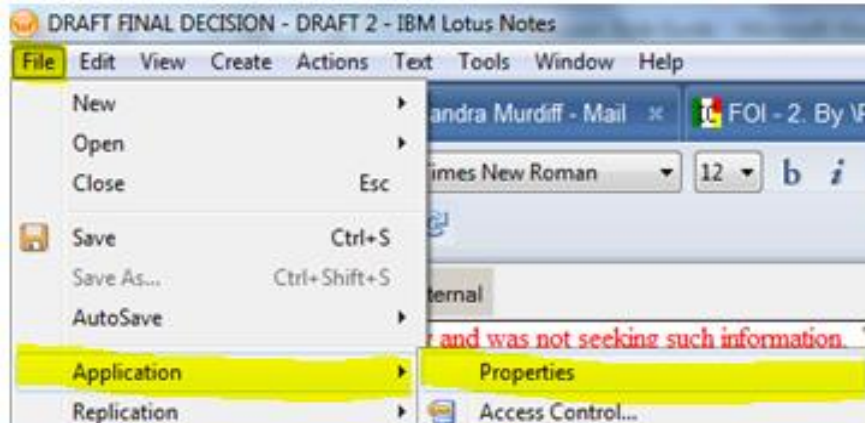 DRAFT FINAL DECISION - DRAFT 2 - IBM Lotus Notes
File Edit View Create Actions Text Tools Window Help
New andra Murdiff - Mail FOI - 2. By
Open
Close Esc imes New Roman 12 b i
Save Ctrl+S
Save As... Ctrl+Shift+S
ternal
AutoSave
and was not seeking such information.
Application Properties
Replication Access Control...